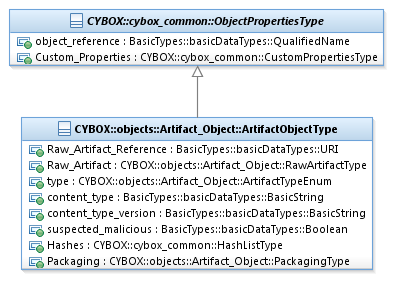 CYBOX::cybox_common::ObjectPropertiesType
object_reference : BasicTypes::basicDataTypes::QualifiedName
Custom_Properties : CYBOX::cybox_common::CustomPropertiesType
CYBOX::objects::Artifact_Object::ArtifactObjectType
Raw_Artifact_Reference : BasicTypes::basicDataTypes::URI
Raw_Artifact : CYBOX::objects::Artifact_Object::RawArtifactType
type : CYBOX::objects::Artifact_Object::ArtifactTypeEnum
content_type : BasicTypes::basicDataTypes::BasicString
content_type_version : BasicTypes::basicDataTypes::BasicString
suspected_malicious : BasicTypes::basicDataTypes::Boolean
Hashes : CYBOX::cybox_common::HashListType
Packaging : CYBOX::objects::Artifact_Object::PackagingType